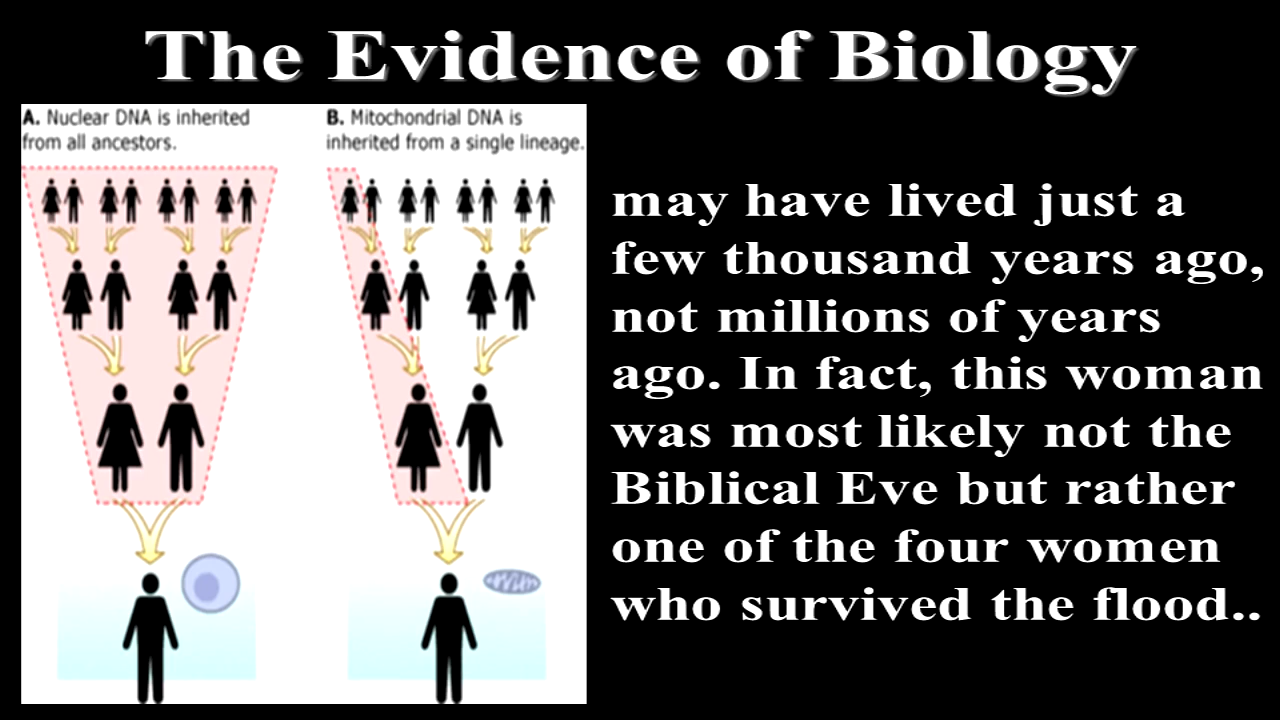 The Evidence of Biology
A. Nuclear DNA is inherited
from all ancestors.
B. Mitochondrial DNA is
inherited from a single lineage.
may have lived just a
few thousand years ago,
not millions of years
ago. In fact, this woman
was most likely not the
Biblical Eve but rather
one of the four women
who survived the flood..